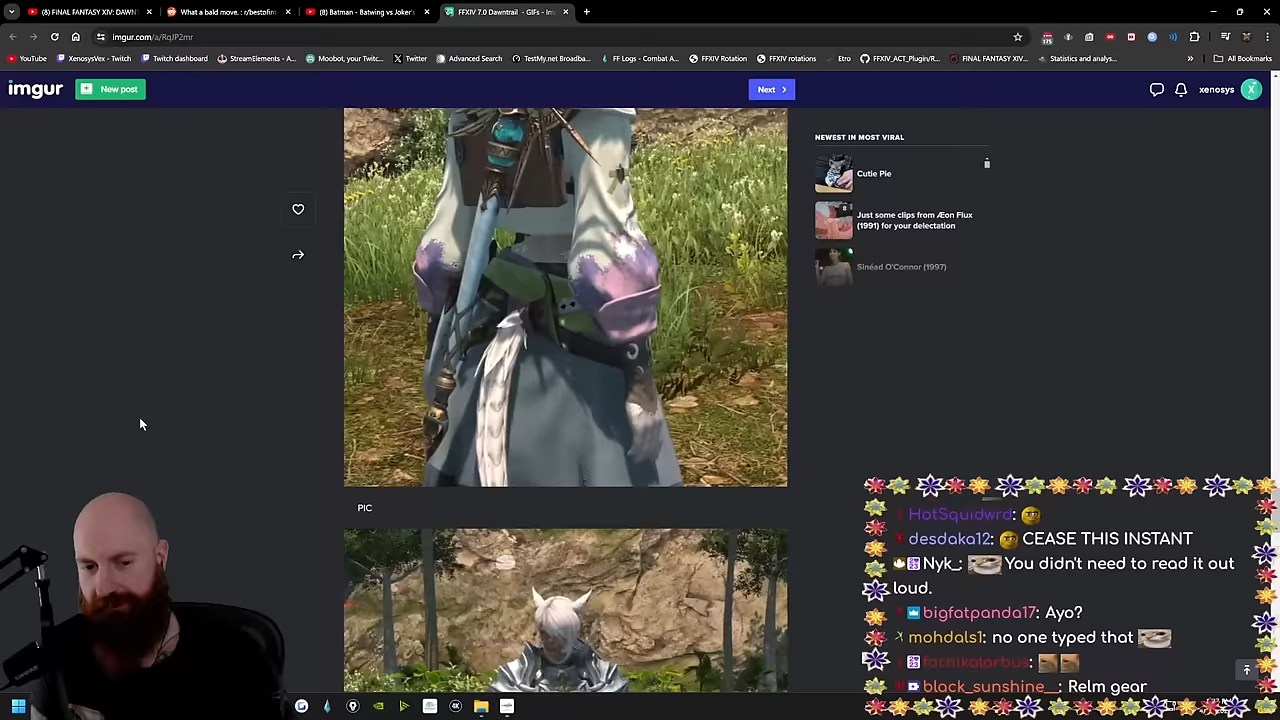 (6) FINAL FANTASY XIV: DAWNT
What a bald move. : r/bestofin
(8) Batman - Batwing vs Joker's
FFXIV 7.0 Dawntrail - GIFs - Im
imgur.com/a/RqJP2mr
YouTube
XenosysVex - Twitch
Twitch dashboard
StreamElements - A...
Moobot, your Twitc...
Twitter
Advanced Search
TestMy.net Broadba...
FF Logs - Combat A...
FFXIV Rotation
FFXIV rotations
Etro
FFXIV_ACT_Plugin/R...
FINAL FANTASY XIV...
Statistics and analys...
All Bookmarks
imgur
New post
Next
xenosys
X
NEWEST IN MOST VIRAL
Cutie Pie
Just some clips from Æon Flux
(1991) for your delectation
Sinéad O'Connor (1997)
PIC
HotSquidwrd:
desdaka12: CEASE THIS INSTANT
Nyk_: You didn't need to read it out
loud.
bigfatpanda17: Ayo?
mohdals1: no one typed that
fornikalorbus:
black_sunshine__: Relm gear